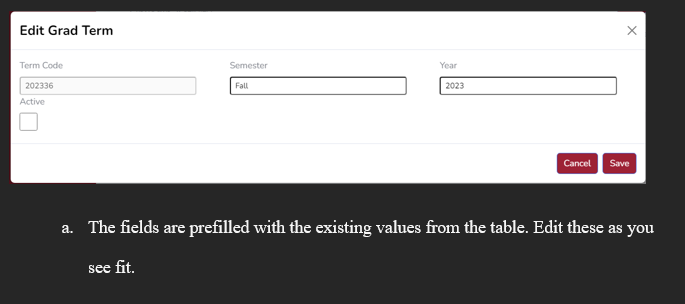 Edit Grad Term
Term Code Semester Year
202336 Fall 2023
Active
Cancel Save
a. The fields are prefilled with the existing values from the table. Edit these as you
see fit.